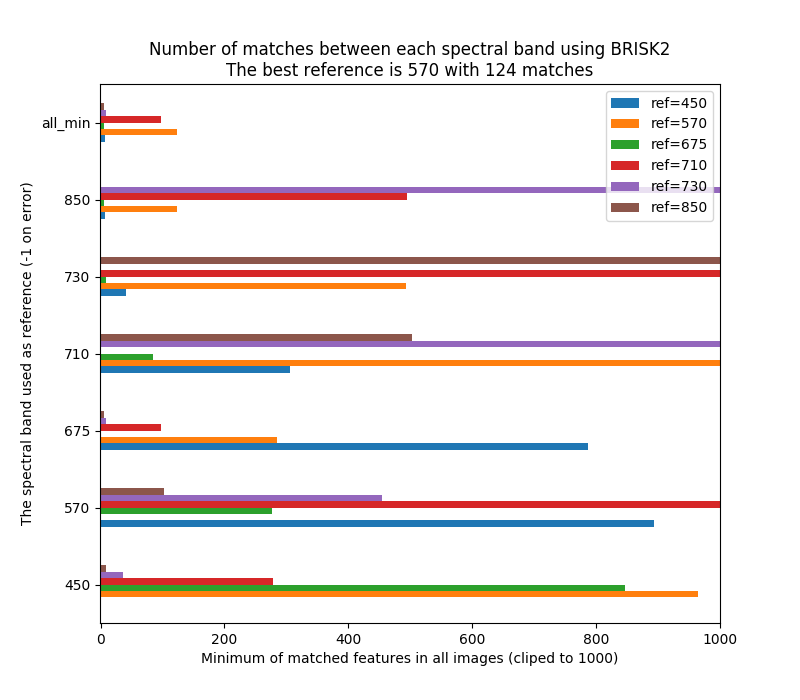 Number of matches between each spectral band using BRISK2
The best reference is 570 with 124 matches
ref=450
ref=570
ref=675
ref=710
ref=730
ref=850
The spectral band used as reference (-1 on error)
all_min
850
730
710
675
570
450
0 200 400 600 800 1000
Minimum of matched features in all images (cliped to 1000)